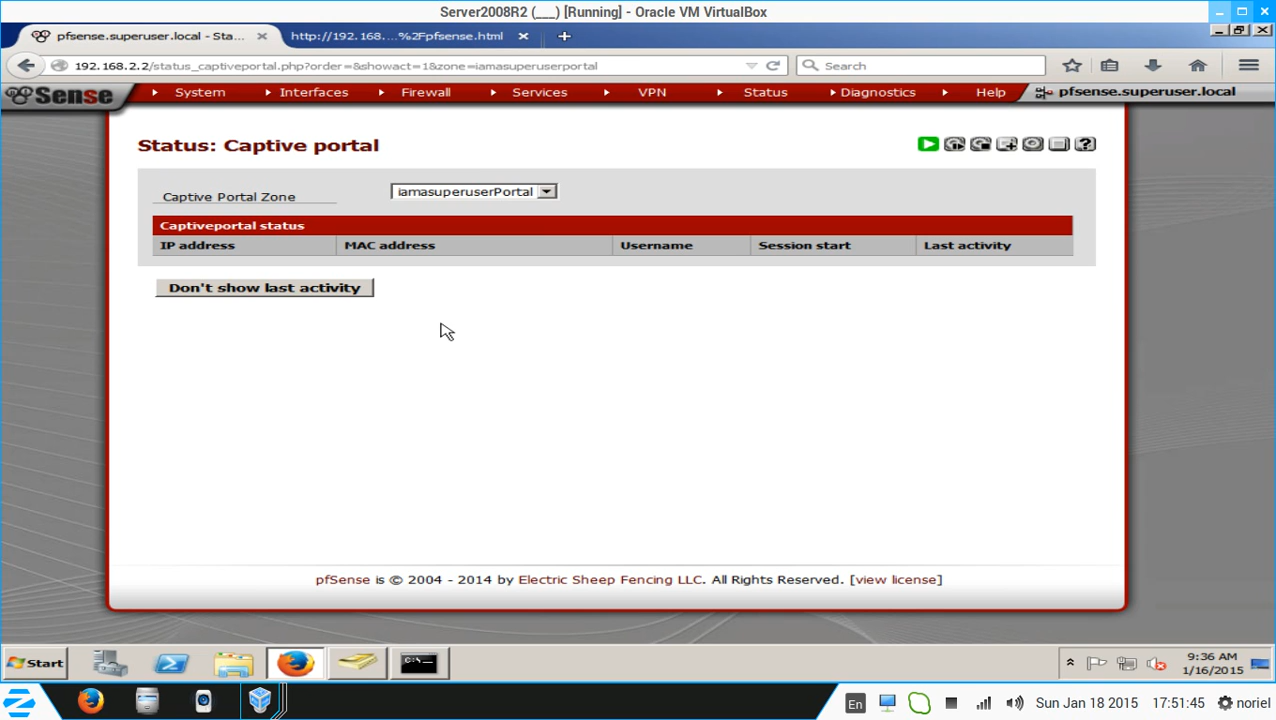 Server2008R2 (___) [Running] - Oracle VM VirtualBox
pfsense.superuser.local - Sta...
http://192.168....%2Fpfsense.html
192.168.2.2/status_captiveportal.php?order=&showact=1&zone=iamasuperuserportal
Search
Sense
System
Interfaces
Firewall
Services
VPN
Status
Diagnostics
Help
pfsense.superuser.local
Status: Captive portal
?
Captive Portal Zone
iamasuperuserPortal
Captiveportal status
IP address
MAC address
Username
Session start
Last activity
Don't show last activity
pfSense is © 2004 - 2014 by Electric Sheep Fencing LLC. All Rights Reserved. [view license]
Start
C:\
9:36 AM
1/16/2015
En
Sun Jan 18 2015
17:51:45
noriel